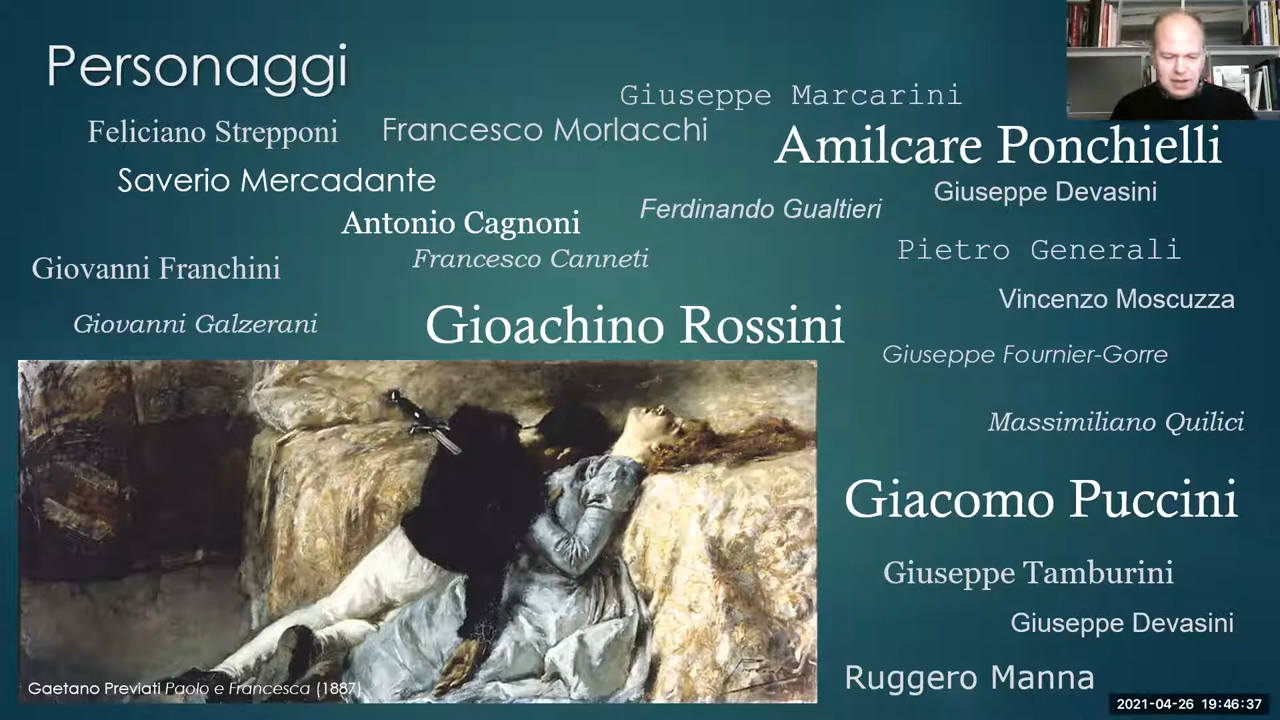 Personaggi
Giuseppe Marcarini
Feliciano Strepponi
Francesco Morlacchi
Amilcare Ponchielli
Saverio Mercadante
Giuseppe Devasini
Ferdinando Gualtieri
Antonio Cagnoni
Francesco Canneti
Pietro Generali
Giovanni Franchini
Vincenzo Moscuzza
Giovanni Galzerani
Gioachino Rossini
Giuseppe Fournier-Gorre
Massimiliano Quilici
Giacomo Puccini
Giuseppe Tamburini
Giuseppe Devasini
Ruggero Manna
Gaetano Previati Paolo e Francesca (1887)
2021-04-26 19:46:37